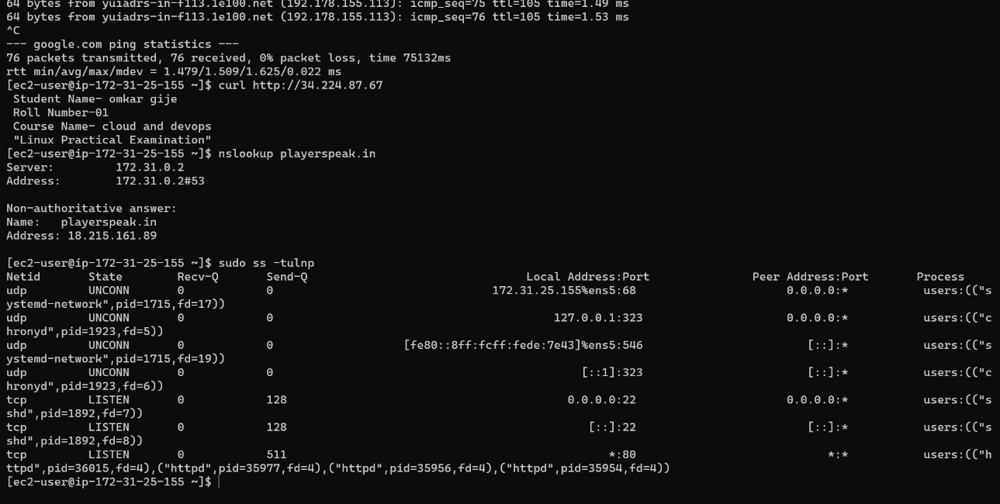 64 bytes from yuiadrs-in-f113.1e100.net (192.178.155.113): icmp_seq=75 ttl=105 time=1.49 ms
64 bytes from yuiadrs-in-f113.1e100.net (192.178.155.113): icmp_seq=76 ttl=105 time=1.53 ms
^C
--- google.com ping statistics ---
76 packets transmitted, 76 received, 0% packet loss, time 75132ms
rtt min/avg/max/mdev = 1.479/1.509/1.625/0.022 ms
[ec2-user@ip-172-31-25-155 ~]$ curl http://34.224.87.67
 Student Name- omkar gije
 Roll Number-01
 Course Name- cloud and devops
 "Linux Practical Examination"
[ec2-user@ip-172-31-25-155 ~]$ nslookup playerspeak.in
Server:         172.31.0.2
Address:        172.31.0.2#53

Non-authoritative answer:
Name:   playerspeak.in
Address: 18.215.161.89

[ec2-user@ip-172-31-25-155 ~]$ sudo ss -tulnp
Netid       State        Recv-Q       Send-Q                                Local Address:Port               Peer Address:Port       Process
udp         UNCONN       0            0                                172.31.25.155%ens5:68                      0.0.0.0:*           users:(("s
ystemd-network",pid=1715,fd=17))
udp         UNCONN       0            0                                         127.0.0.1:323                     0.0.0.0:*           users:(("c
hronyd",pid=1923,fd=5))
udp         UNCONN       0            0                   [fe80::8ff:fcff:fede:7e43]%ens5:546                        [::]:*           users:(("s
ystemd-network",pid=1715,fd=19))
udp         UNCONN       0            0                                             [::1]:323                        [::]:*           users:(("c
hronyd",pid=1923,fd=6))
tcp         LISTEN       0            128                                         0.0.0.0:22                      0.0.0.0:*           users:(("s
shd",pid=1892,fd=7))
tcp         LISTEN       0            128                                            [::]:22                         [::]:*           users:(("s
shd",pid=1892,fd=8))
tcp         LISTEN       0            511                                               *:80                            *:*           users:(("h
ttpd",pid=36015,fd=4),("httpd",pid=35977,fd=4),("httpd",pid=35956,fd=4),("httpd",pid=35954,fd=4))
[ec2-user@ip-172-31-25-155 ~]$